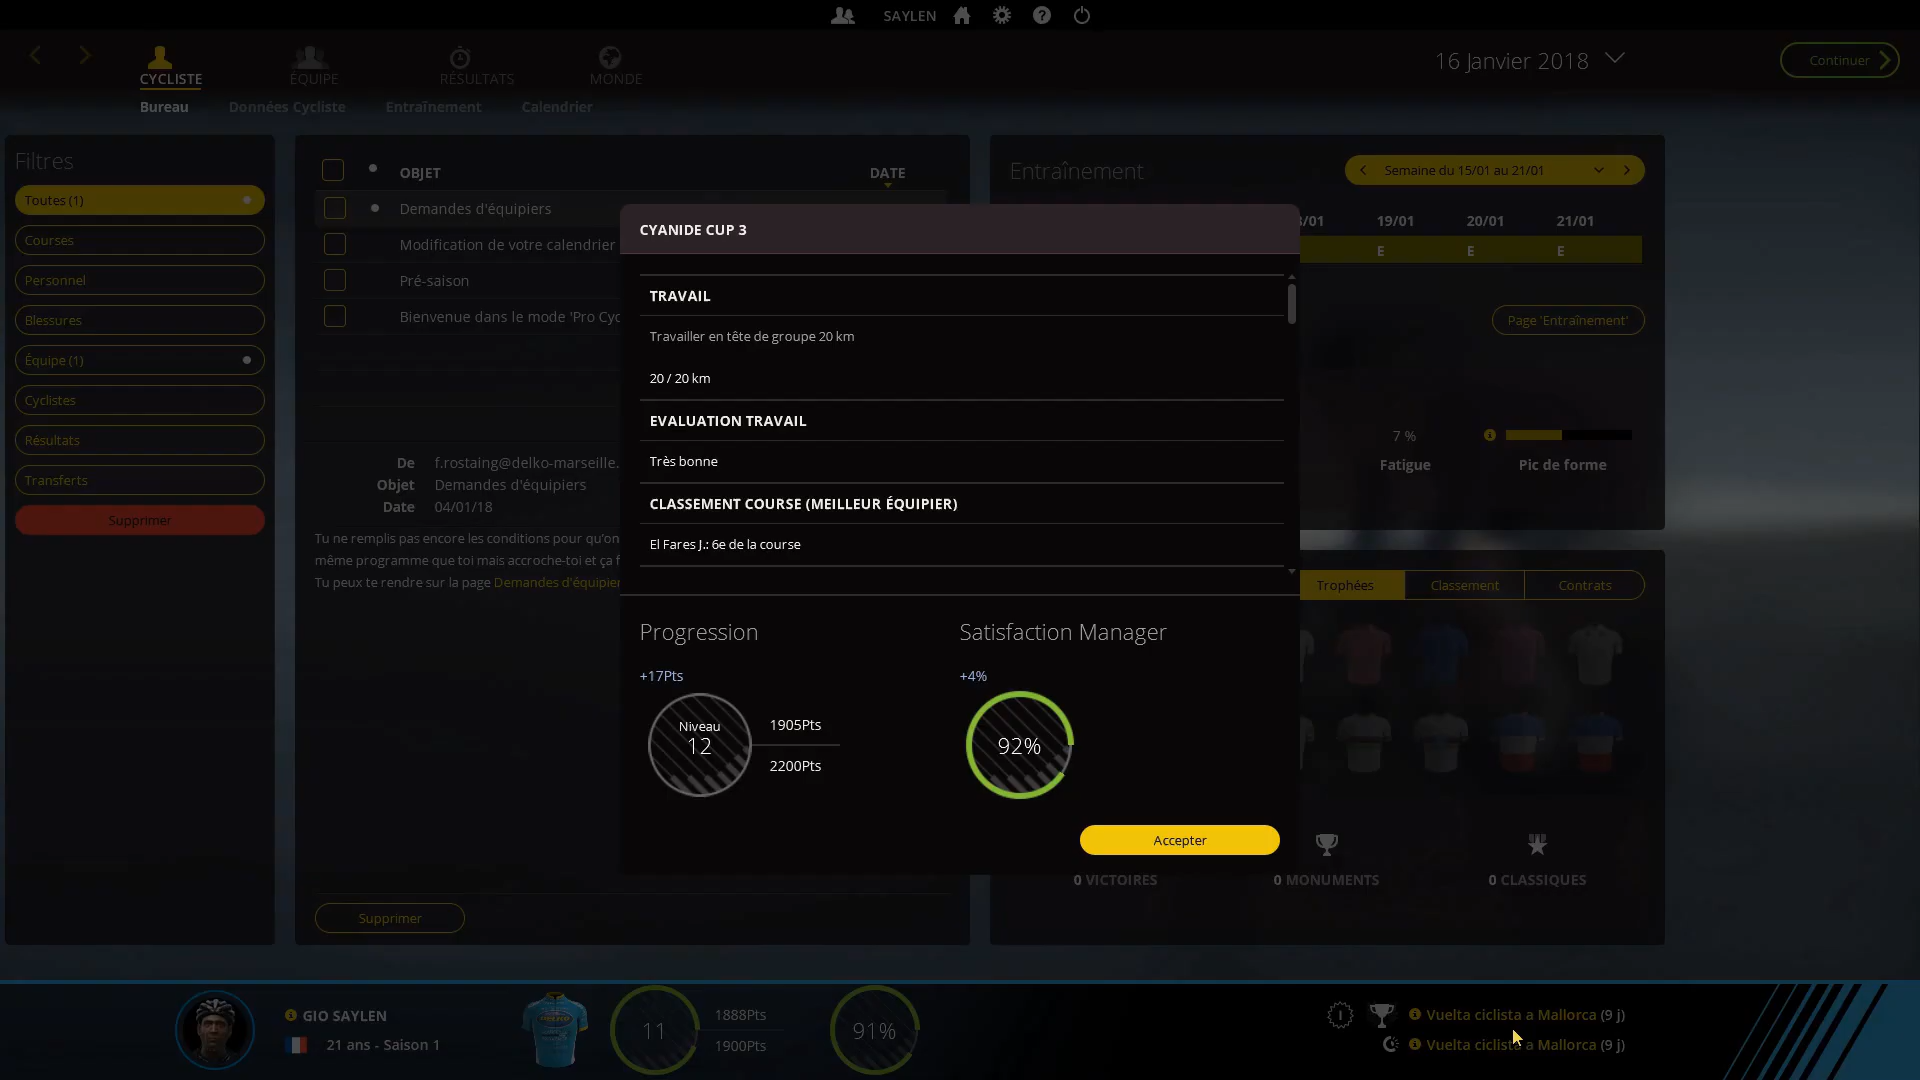 SAYLEN
CYCLISTE
ÉQUIPE
RÉSULTATS
MONDE
16 Janvier 2018
Continuer
Bureau
Données Cycliste
Entraînement
Calendrier
Filtres
Toutes (1)
Courses
Personnel
Blessures
Équipe (1)
Cyclistes
Résultats
Transferts
Supprimer
OBJET
DATE
Demandes d'équipiers
Modification de votre calendrier
Pré-saison
Bienvenue dans le mode 'Pro Cyc
De f.rostaing@delko-marseille.
Objet Demandes d'équipiers
Date 04/01/18
Tu ne remplis pas encore les conditions pour qu'on
même programme que toi mais accroche-toi et ça f
Tu peux te rendre sur la page Demandes d'équipier
Supprimer
CYANIDE CUP 3
TRAVAIL
Travailler en tête de groupe 20 km
20 / 20 km
EVALUATION TRAVAIL
Très bonne
CLASSEMENT COURSE (MEILLEUR ÉQUIPIER)
El Fares J.: 6e de la course
Progression
+17Pts
Niveau
12
1905Pts
2200Pts
Satisfaction Manager
+4%
92%
Accepter
Entraînement
Semaine du 15/01 au 21/01
/01 19/01 20/01 21/01
E E E
Page 'Entraînement'
7 %
Fatigue
Pic de forme
Trophées
Classement
Contrats
0 VICTOIRES
0 MONUMENTS
0 CLASSIQUES
GIO SAYLEN
21 ans - Saison 1
11
1888Pts
1900Pts
91%
Vuelta ciclista a Mallorca (9 j)
Vuelta ciclista a Mallorca (9 j)